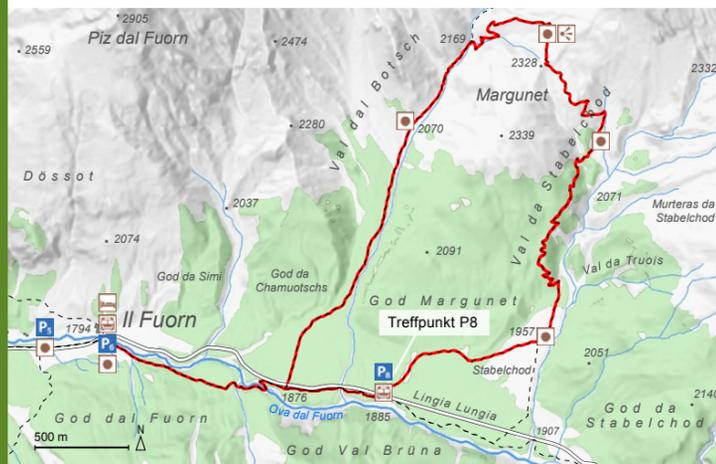 2905
Piz dal Fuorn
2559
2474
2169
2328
2332
Val dal Botsch
Margunet
2280
2070
2339
Val da Stabelchod
Dössot
2037
2071
Murteras da
Stabelchod
2074
2091
God da Simi
God da
Chamuotschs
Val da Truois
God Margunet
Treffpunkt P8
1957
P5
1794
Il Fuorn
P6
P8
Stabelchod
2051
1876
1885
Lingia Lungia
Ova dal Fuorn
God da
Stabelchod
2140
God dal Fuorn
N
500 m
God Val Brüna
1907